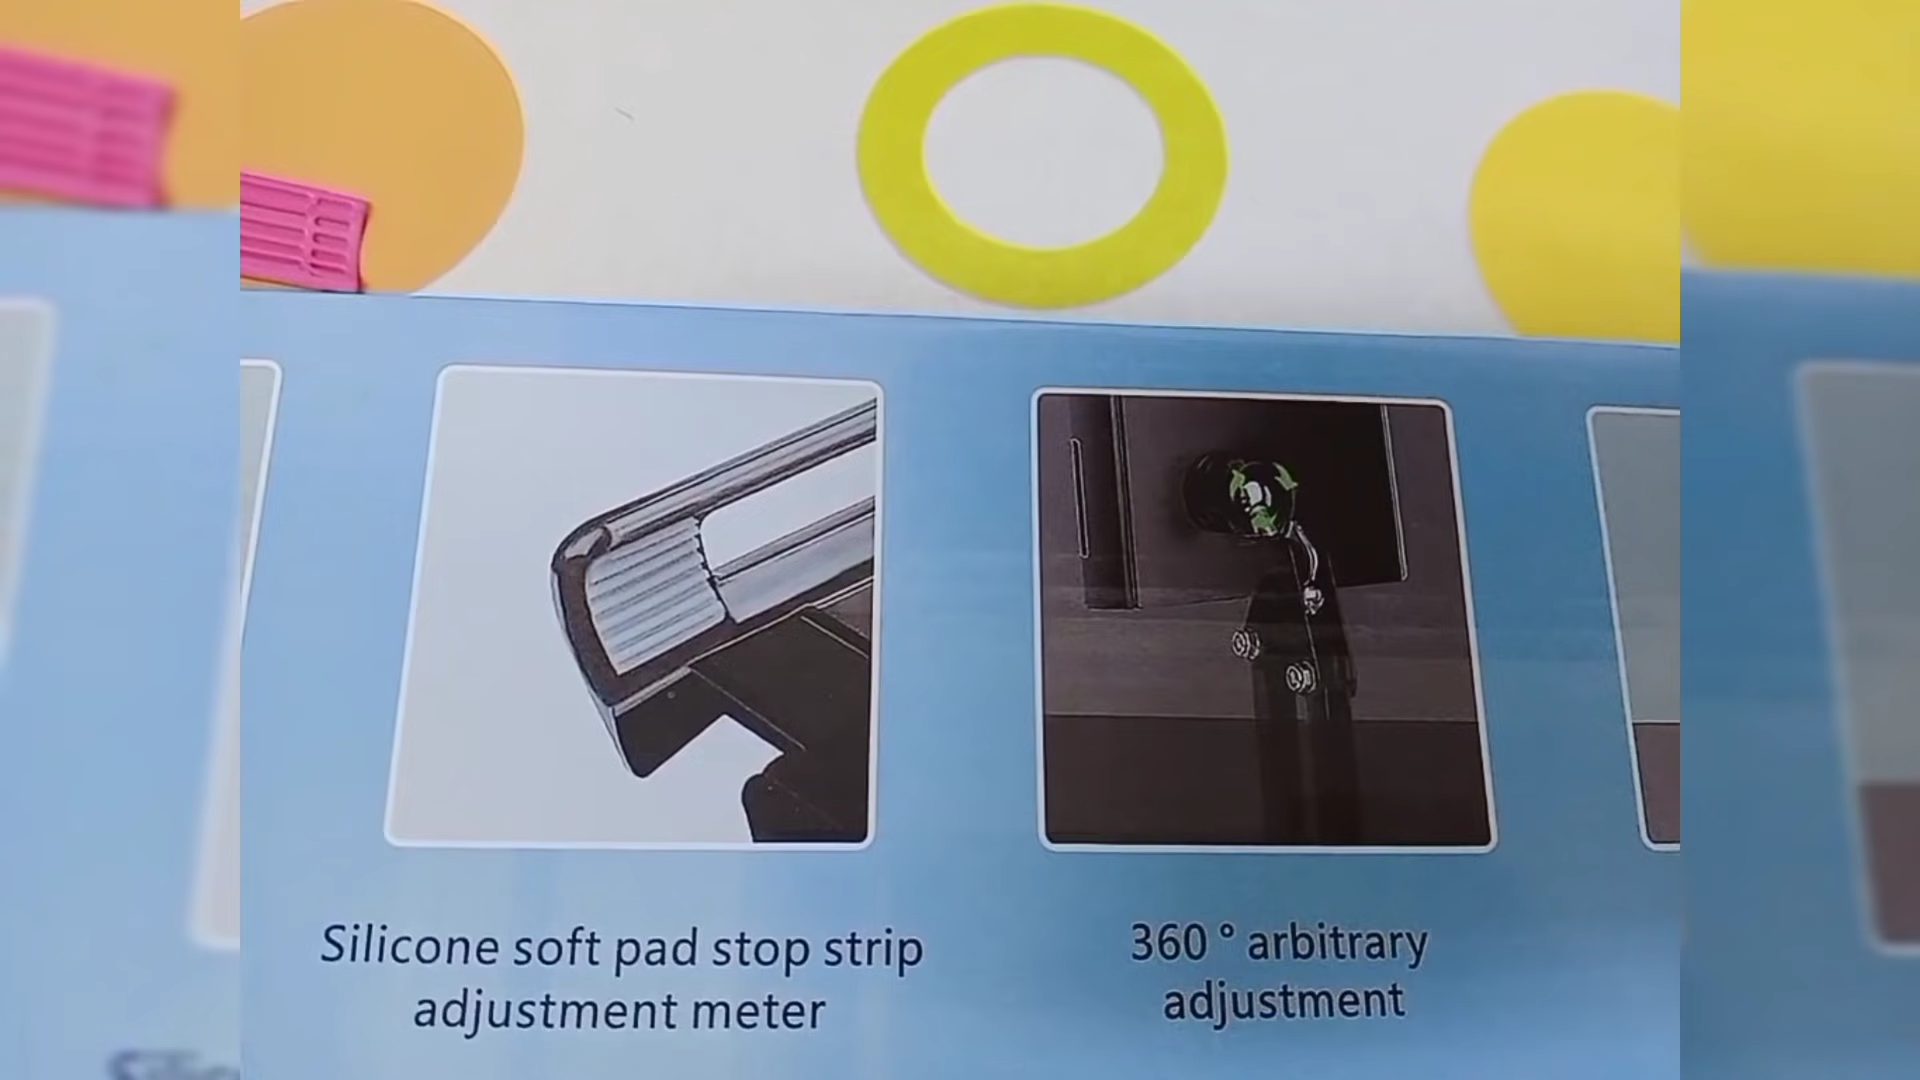 Silicone soft pad stop strip
adjustment meter
360 ° arbitrary
adjustment